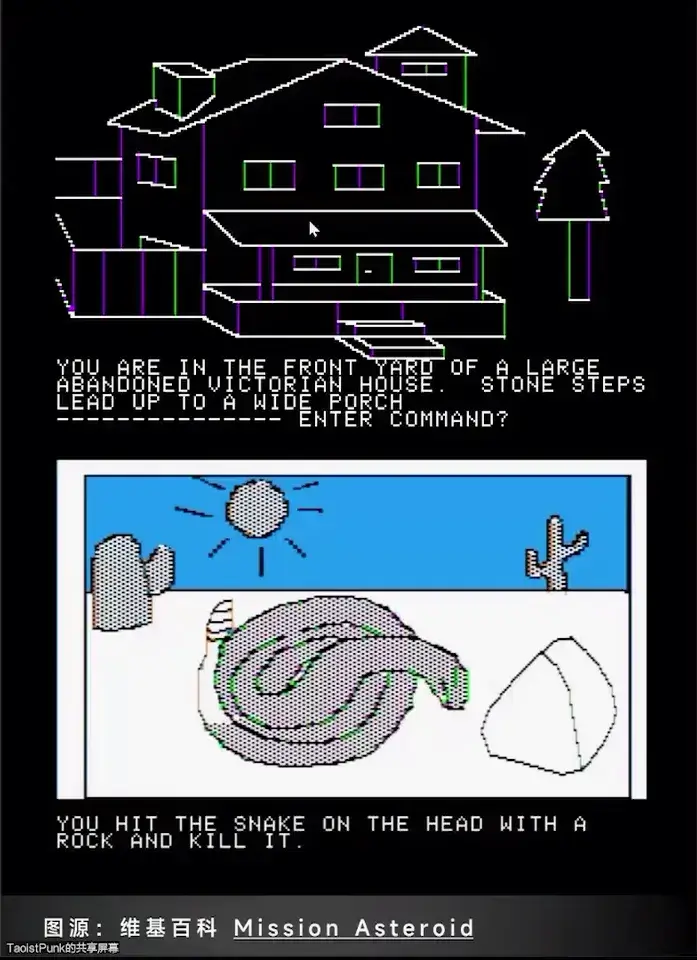 YOU ARE IN THE FRONT YARD OF A LARGE
ABANDONED VICTORIAN HOUSE.  STONE STEPS
LEAD UP TO A WIDE PORCH
--------------- ENTER COMMAND?
YOU HIT THE SNAKE ON THE HEAD WITH A
ROCK AND KILL IT.
图源：维基百科 Mission Asteroid
TaoistPunk的共享屏幕